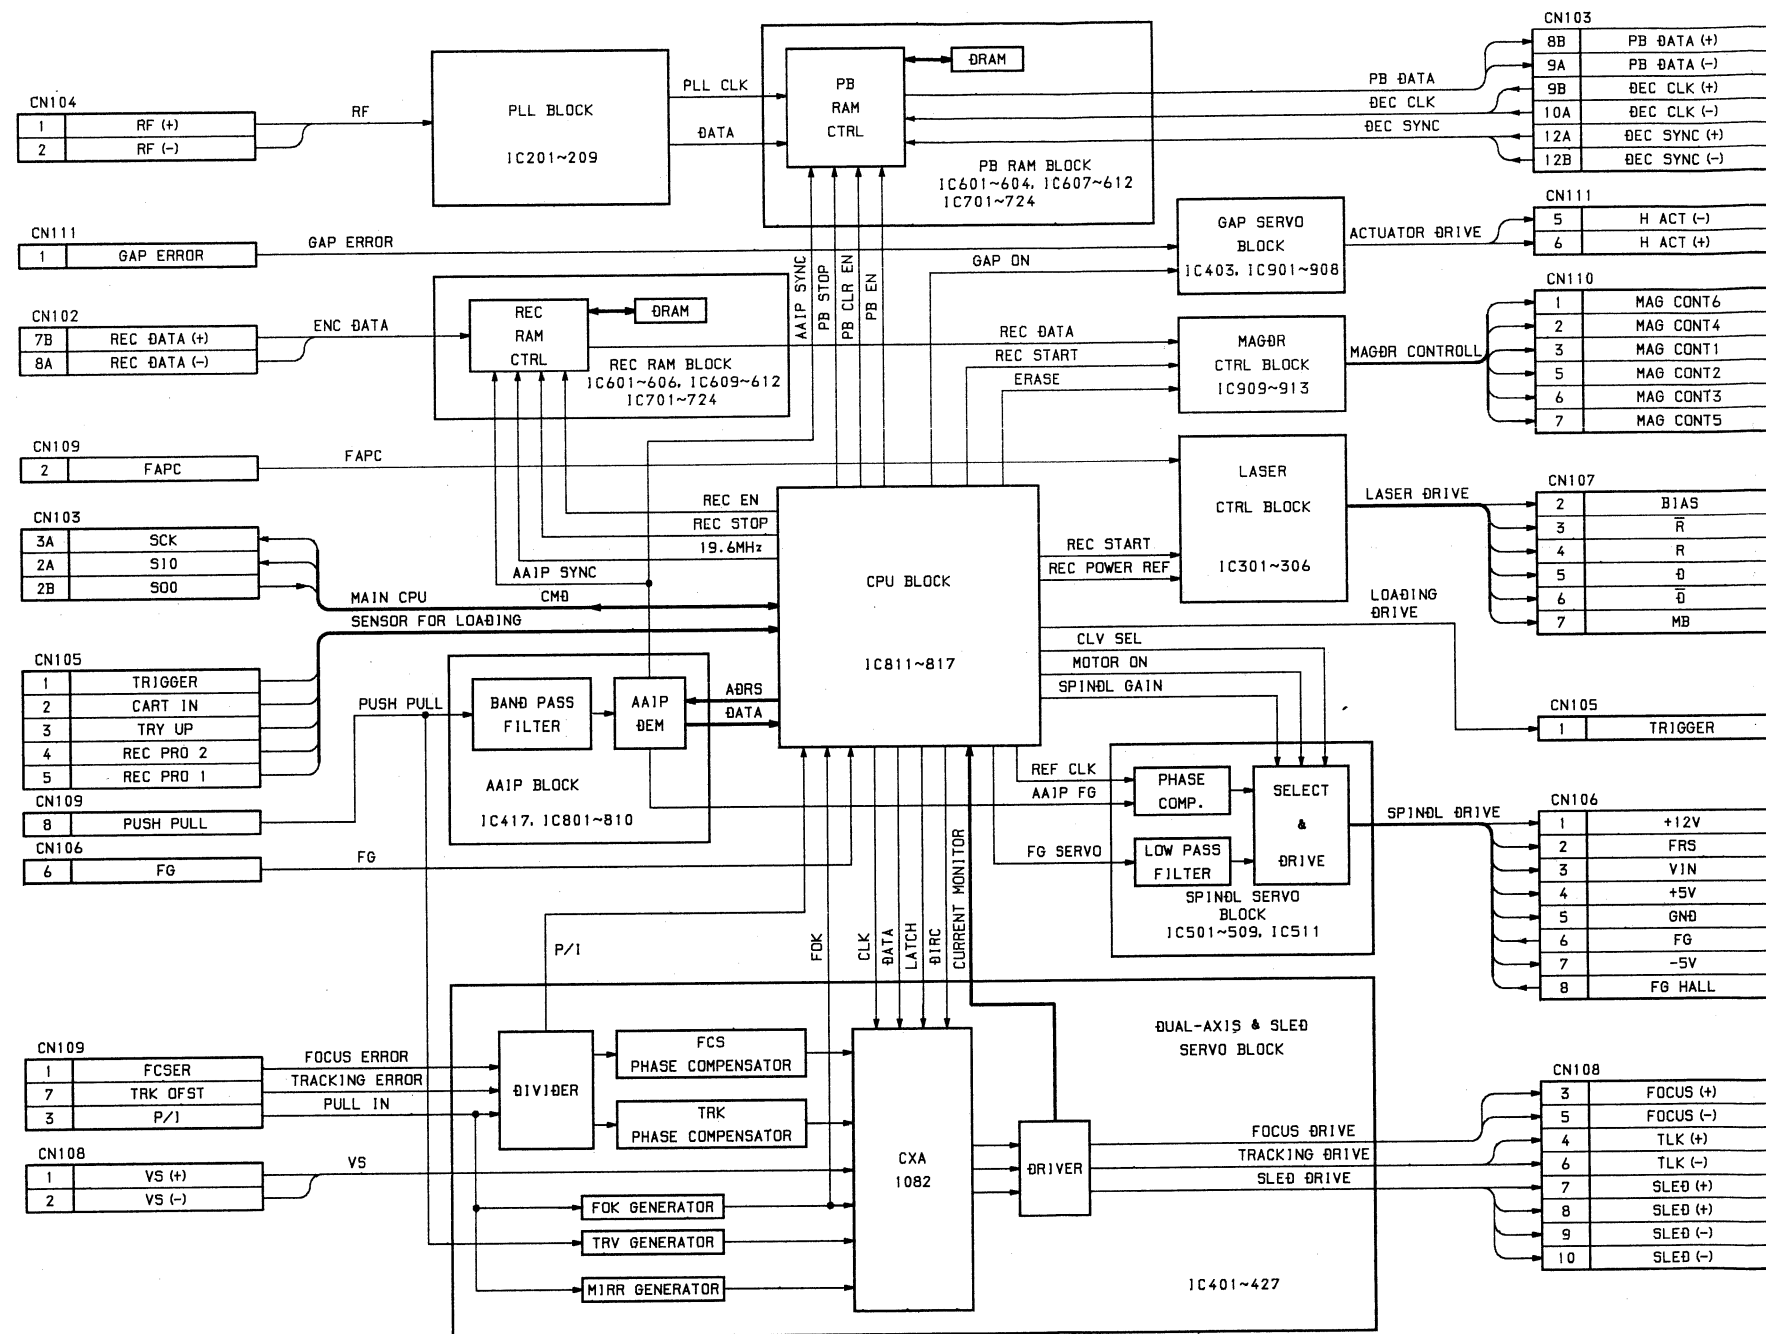 CN104
1 RF (+)
2 RF (-)
RF
PLL BLOCK
IC201~209
PLL CLK
DATA
PB
RAM
CTRL
DRAM
PB RAM BLOCK
IC601~604, IC607~612
IC701~724
PB DATA
DEC CLK
DEC SYNC
CN103
8B PB DATA (+)
9A PB DATA (-)
9B DEC CLK (+)
10A DEC CLK (-)
12A DEC SYNC (+)
12B DEC SYNC (-)
CN111
1 GAP ERROR
GAP ERROR
GAP ON
GAP SERVO
BLOCK
IC403, IC901~908
ACTUATOR DRIVE
CN111
5 H ACT (-)
6 H ACT (+)
AAIP SYNC
PB STOP
PB CLR EN
PB EN
CN102
7B REC DATA (+)
8A REC DATA (-)
ENC DATA
REC
RAM
CTRL
DRAM
REC RAM BLOCK
IC601~606, IC609~612
IC701~724
REC DATA
REC START
ERASE
MAGDR
CTRL BLOCK
IC909~913
MAGDR CONTROLL
CN110
1 MAG CONT6
2 MAG CONT4
3 MAG CONT1
5 MAG CONT2
6 MAG CONT3
7 MAG CONT5
CN109
2 FAPC
FAPC
LASER
CTRL BLOCK
IC301~306
LASER DRIVE
CN107
2 BIAS
3 R̅
4 R
5 D
6 D̅
7 MB
CN103
3A SCK
2A SIO
2B SOO
REC EN
REC STOP
19.6MHz
AAIP SYNC
MAIN CPU CMD
SENSOR FOR LOADING
CPU BLOCK
IC811~817
REC START
REC POWER REF
LOADING
DRIVE
CLV SEL
MOTOR ON
SPINDL GAIN
CN105
1 TRIGGER
2 CART IN
3 TRY UP
4 REC PRO 2
5 REC PRO 1
CN109
8 PUSH PULL
CN106
6 FG
PUSH PULL
BAND PASS
FILTER
AAIP
DEM
ADRS
DATA
AAIP BLOCK
IC417, IC801~810
FG
CN105
1 TRIGGER
REF CLK
AAIP FG
FG SERVO
PHASE
COMP.
LOW PASS
FILTER
SELECT
&
DRIVE
SPINDL SERVO
BLOCK
IC501~509, IC511
SPINDL DRIVE
CN106
1 +12V
2 FRS
3 VIN
4 +5V
5 GND
6 FG
7 -5V
8 FG HALL
P/I
FOK
CLK
DATA
LATCH
DIRC
CURRENT MONITOR
DUAL-AXIS & SLED
SERVO BLOCK
CN109
1 FCSER
7 TRK OFST
3 P/I
FOCUS ERROR
TRACKING ERROR
PULL IN
DIVIDER
FCS
PHASE COMPENSATOR
TRK
PHASE COMPENSATOR
CN108
1 VS (+)
2 VS (-)
VS
CXA
1082
DRIVER
FOK GENERATOR
TRV GENERATOR
MIRR GENERATOR
FOCUS DRIVE
TRACKING DRIVE
SLED DRIVE
IC401~427
CN108
3 FOCUS (+)
5 FOCUS (-)
4 TLK (+)
6 TLK (-)
7 SLED (+)
8 SLED (+)
9 SLED (-)
10 SLED (-)